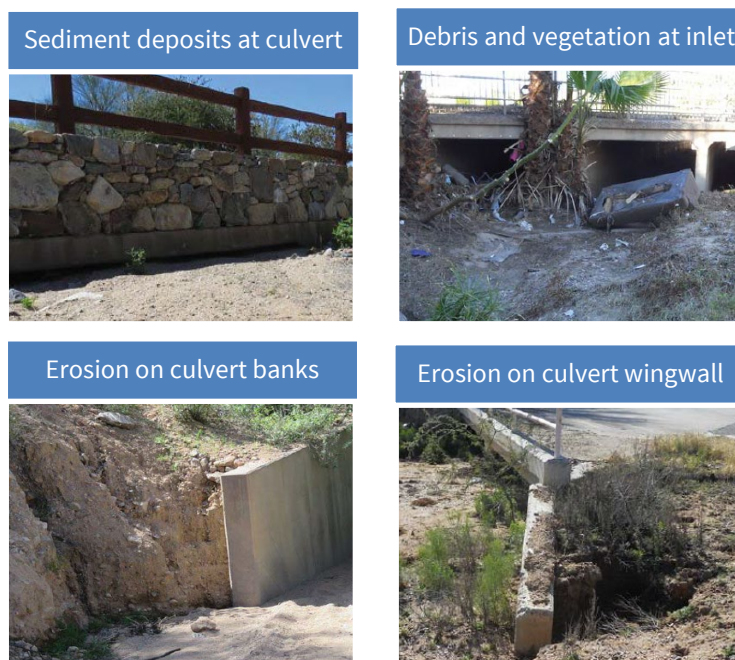 Sediment deposits at culvert
Debris and vegetation at inlet
Erosion on culvert banks
Erosion on culvert wingwall